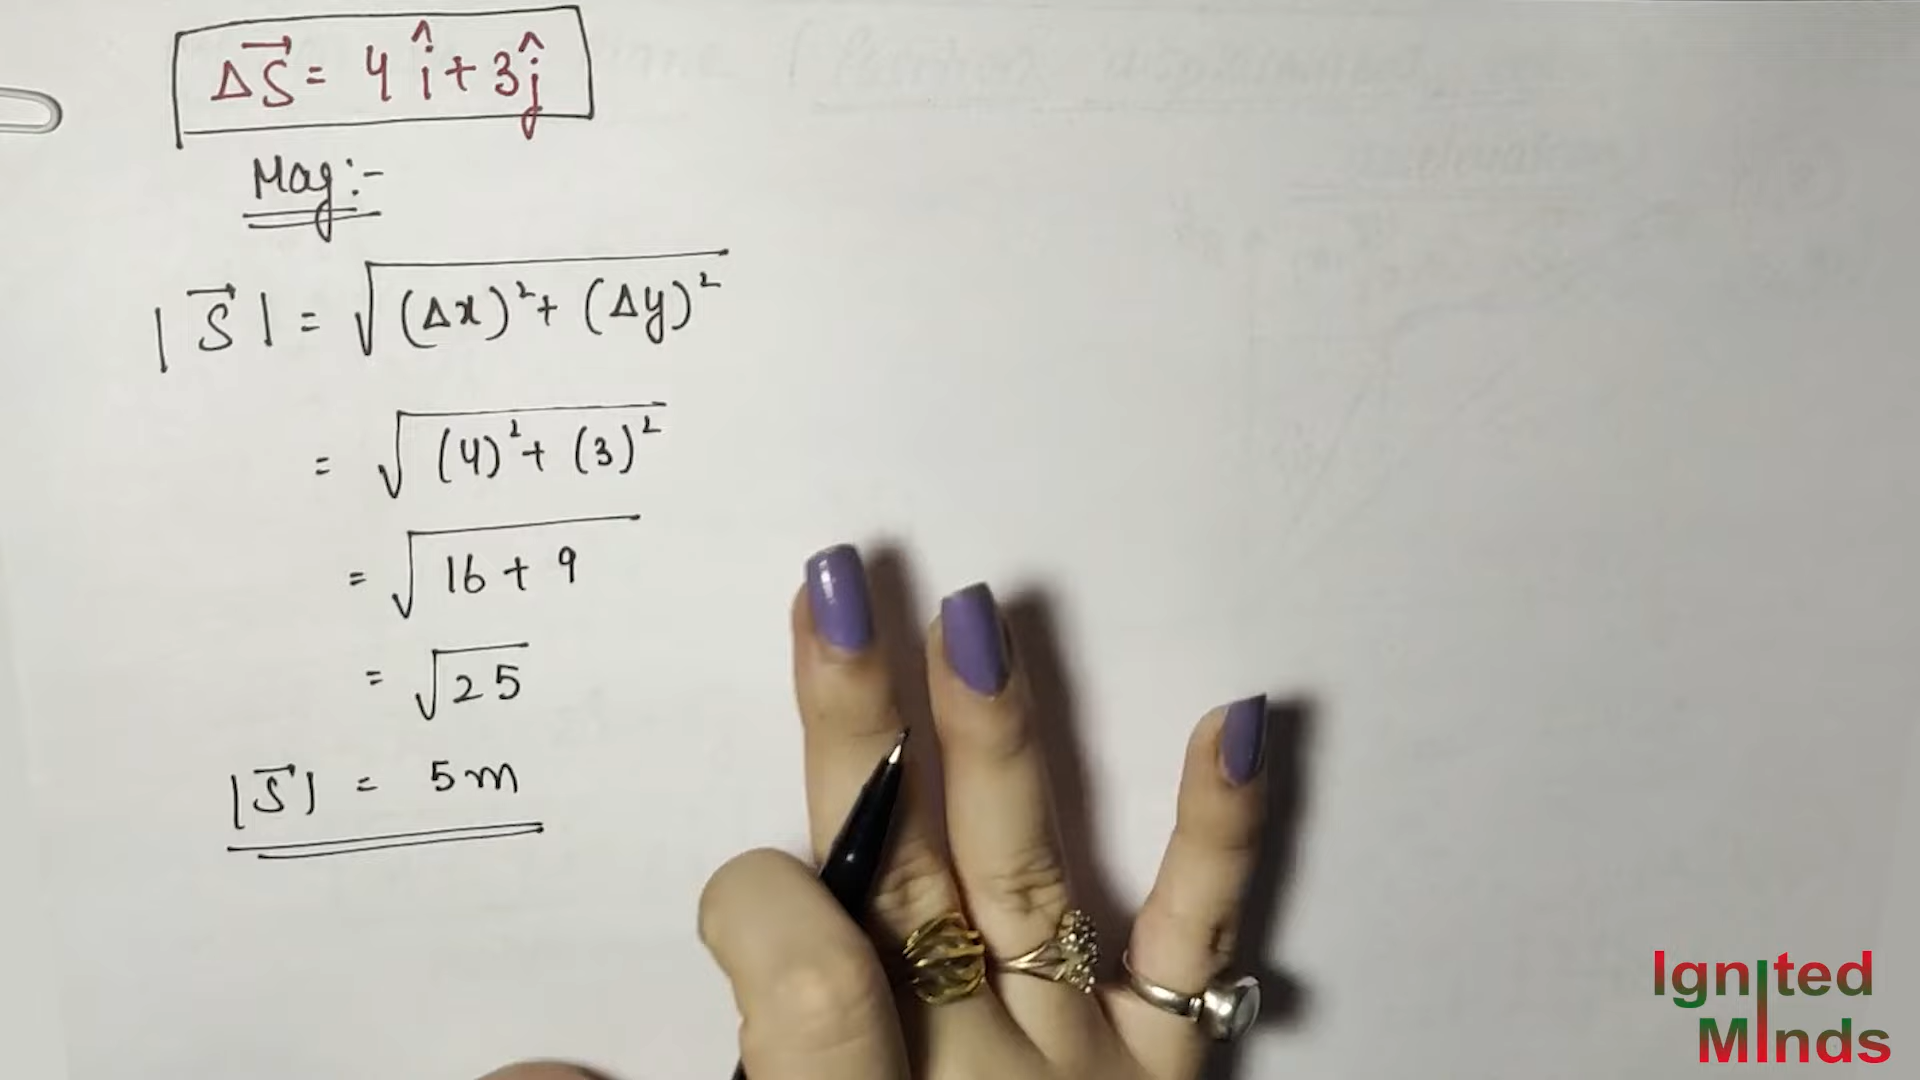 Δs⃗ = 4î + 3ĵ
Mag:-
|s⃗| = √(Δx)² + (Δy)²
= √(4)² + (3)²
= √16 + 9
= √25
|s⃗| = 5m
Ignited
Minds